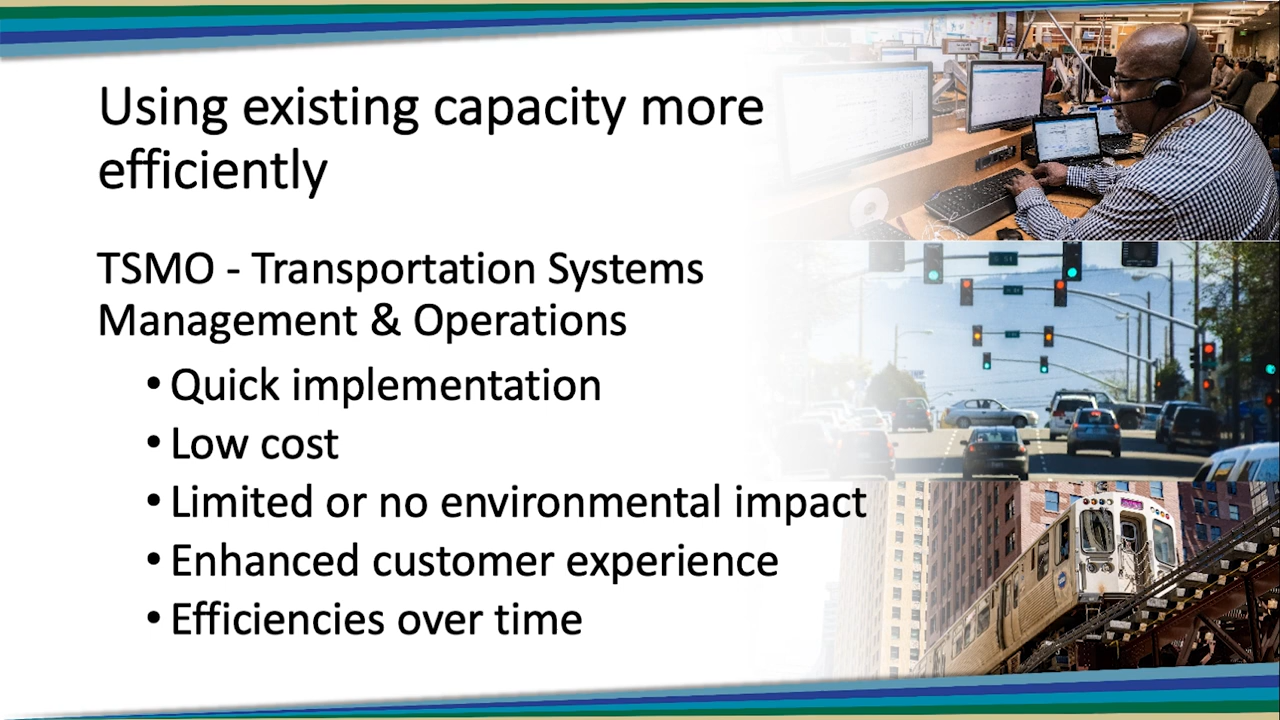 Using existing capacity more
efficiently
TSMO - Transportation Systems
Management & Operations
• Quick implementation
• Low cost
• Limited or no environmental impact
• Enhanced customer experience
• Efficiencies over time